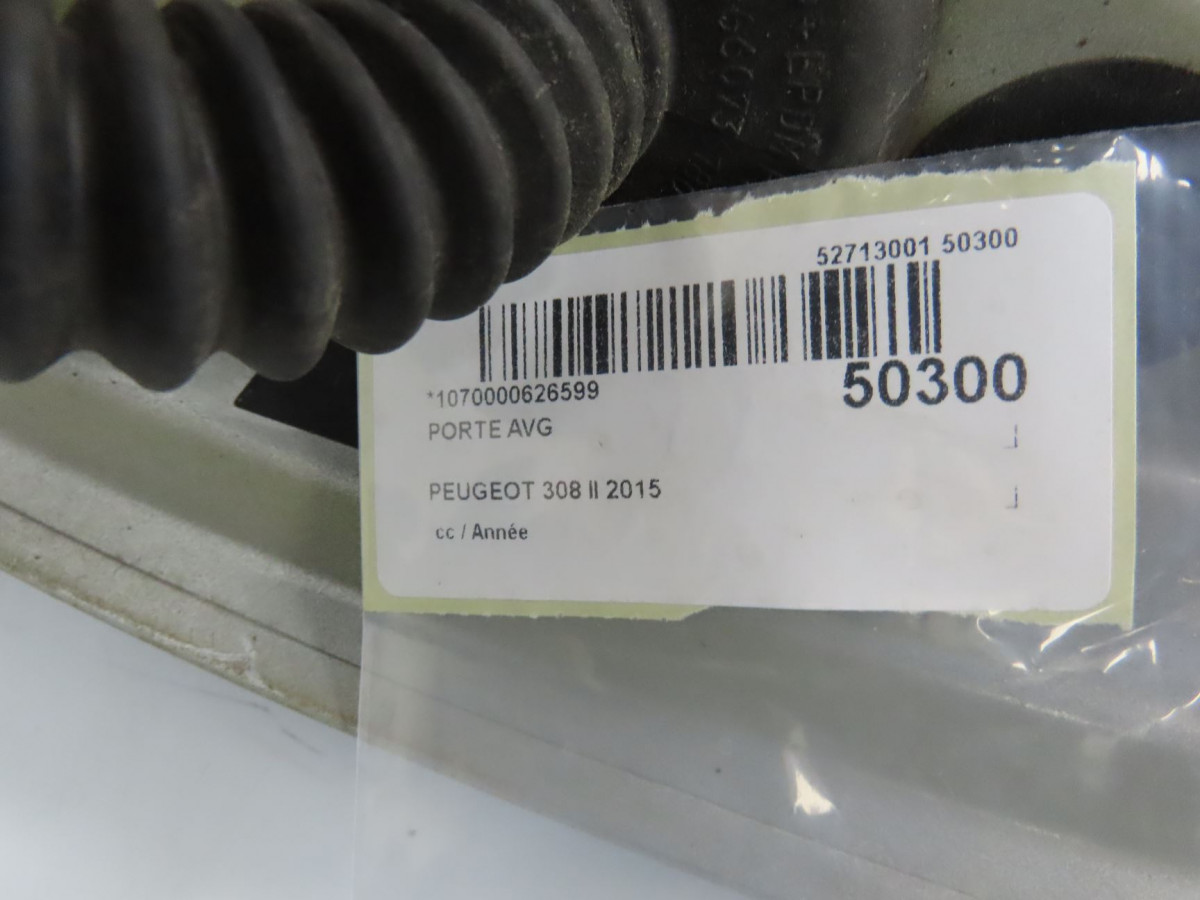 52713001 50300
*1070000626599
50300
PORTE AVG
PEUGEOT 308 II 2015
cc / Année